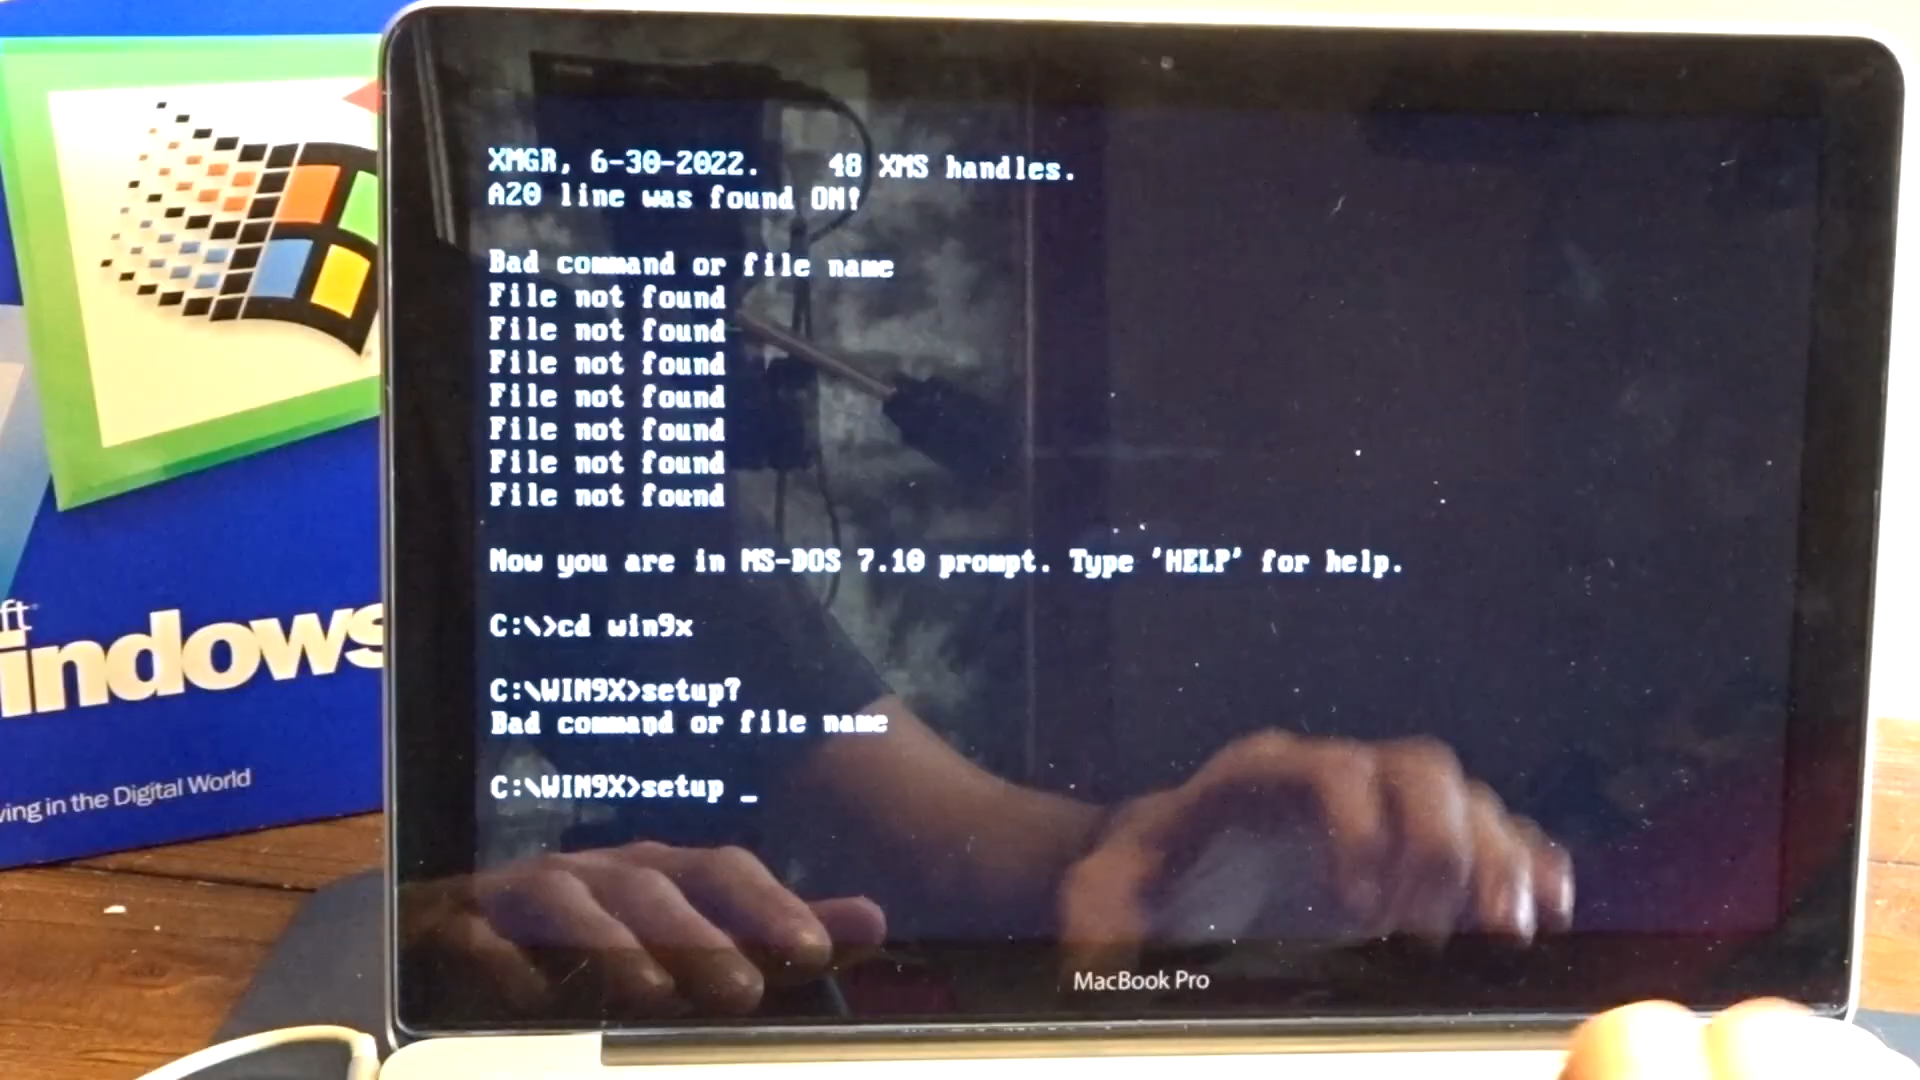 XMGR, 6-30-2022. 48 XMS handles.
A20 line was found ON!
Bad command or file name
File not found
File not found
File not found
File not found
File not found
File not found
File not found
Now you are in MS-DOS 7.10 prompt. Type 'HELP' for help.
C:\>cd win9x
C:\WIN9X>setup?
Bad command or file name
C:\WIN9X>setup _
MacBook Pro
ft
indows
ving in the Digital World